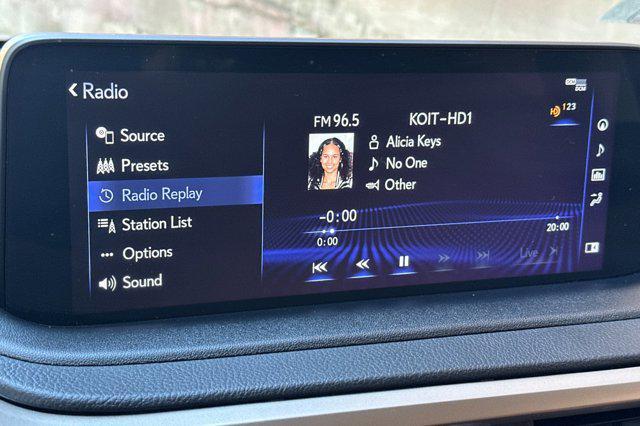 Radio
DCM
FM 96.5 KOIT-HD1
123
Source
Presets
Radio Replay
Station List
Options
Sound
Alicia Keys
No One
Other
-0:00
0:00
20:00
Live